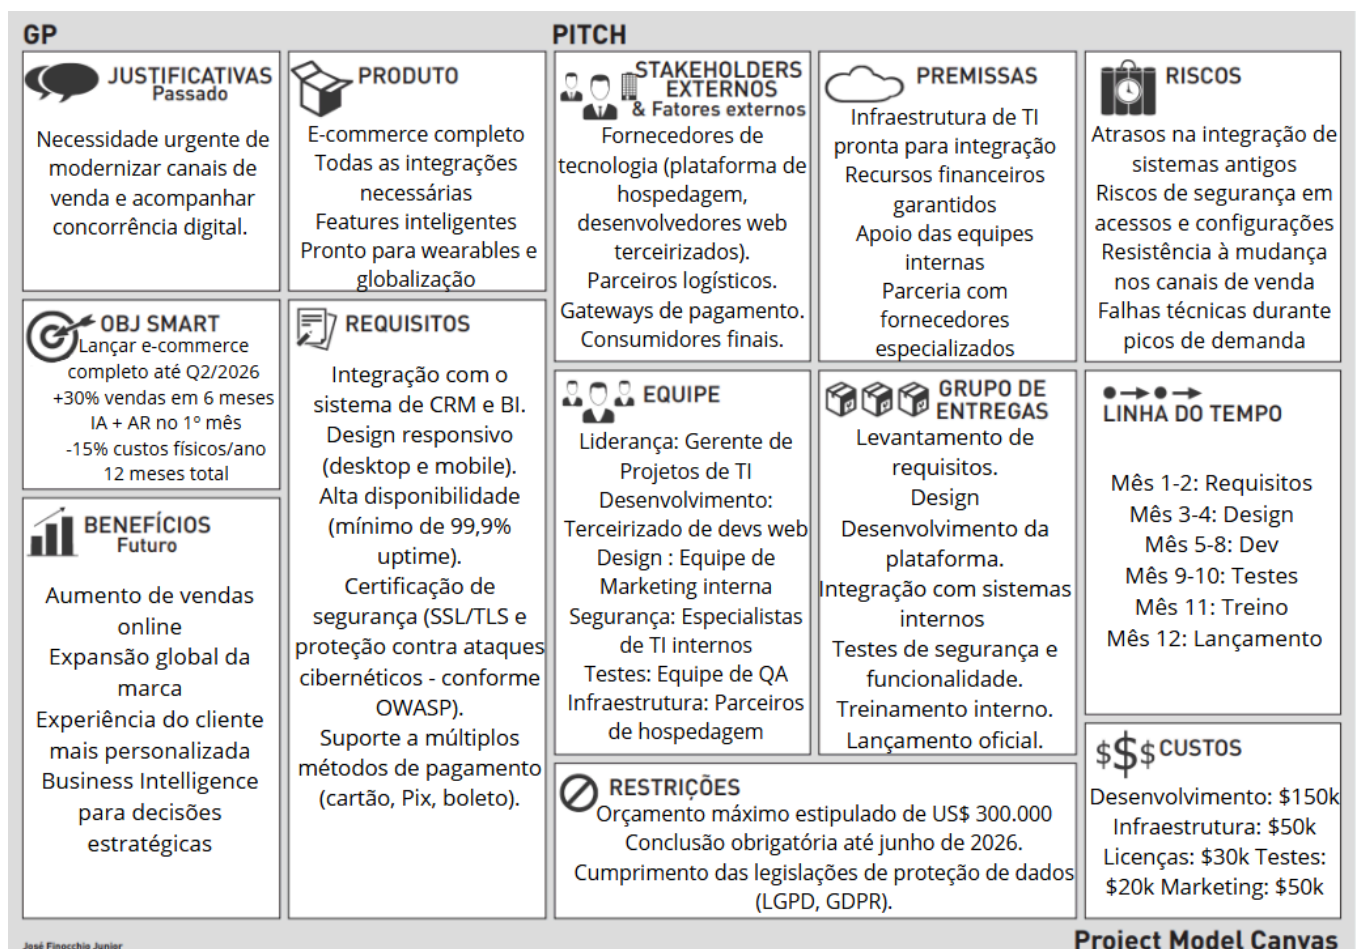 GP
PITCH
JUSTIFICATIVAS
Passado
Necessidade urgente de
modernizar canais de
venda e acompanhar
concorrência digital.
PRODUTO
E-commerce completo
Todas as integrações
necessárias
Features inteligentes
Pronto para wearables e
globalização
STAKEHOLDERS
EXTERNOS
& Fatores externos
Fornecedores de
tecnologia (plataforma de
hospedagem,
desenvolvedores web
terceirizados).
Parceiros logísticos.
Gateways de pagamento.
Consumidores finais.
PREMISSAS
Infraestrutura de TI
pronta para integração
Recursos financeiros
garantidos
Apoio das equipes
internas
Parceria com
fornecedores
especializados
RISCOS
Atrasos na integração de
sistemas antigos
Riscos de segurança em
acessos e configurações
Resistência à mudança
nos canais de venda
Falhas técnicas durante
picos de demanda
OBJ SMART
Lançar e-commerce
completo até Q2/2026
+30% vendas em 6 meses
IA + AR no 1º mês
-15% custos físicos/ano
12 meses total
REQUISITOS
Integração com o
sistema de CRM e BI.
Design responsivo
(desktop e mobile).
Alta disponibilidade
(mínimo de 99,9%
uptime).
Certificação de
segurança (SSL/TLS e
proteção contra ataques
cibernéticos - conforme
OWASP).
Suporte a múltiplos
métodos de pagamento
(cartão, Pix, boleto).
EQUIPE
Liderança: Gerente de
Projetos de TI
Desenvolvimento:
Terceirizado de devs web
Design : Equipe de
Marketing interna
Segurança: Especialistas
de TI internos
Testes: Equipe de QA
Infraestrutura: Parceiros
de hospedagem
GRUPO DE
ENTREGAS
Levantamento de
requisitos.
Design
Desenvolvimento da
plataforma.
Integração com sistemas
internos
Testes de segurança e
funcionalidade.
Treinamento interno.
Lançamento oficial.
LINHA DO TEMPO
Mês 1-2: Requisitos
Mês 3-4: Design
Mês 5-8: Dev
Mês 9-10: Testes
Mês 11: Treino
Mês 12: Lançamento
BENEFÍCIOS
Futuro
Aumento de vendas
online
Expansão global da
marca
Experiência do cliente
mais personalizada
Business Intelligence
para decisões
estratégicas
RESTRIÇÕES
Orçamento máximo estipulado de US$ 300.000
Conclusão obrigatória até junho de 2026.
Cumprimento das legislações de proteção de dados
(LGPD, GDPR).
$$$ CUSTOS
Desenvolvimento: $150k
Infraestrutura: $50k
Licenças: $30k Testes:
$20k Marketing: $50k
José Finocchio Junior
Project Model Canvas